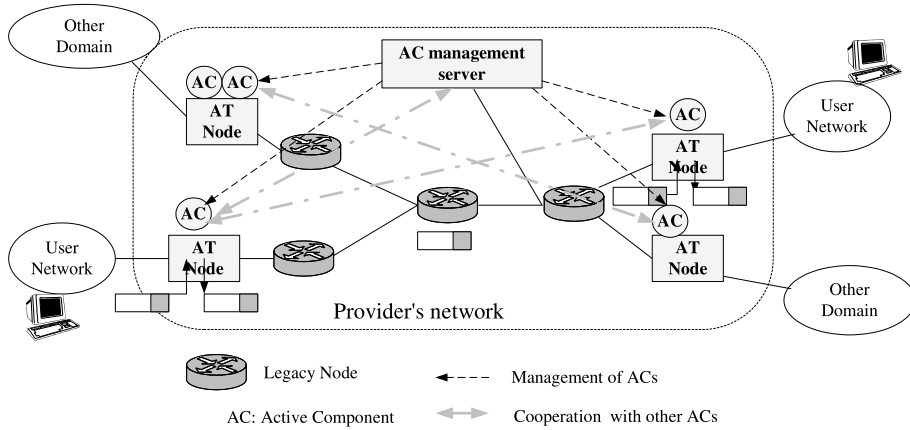 Other
Domain
AC management
server
AC AC
AT
Node
AC
User
Network
AT
Node
AC
AC
User
Network
AT
Node
AT
Node
Other
Domain
Provider's network
Legacy Node
Management of ACs
AC: Active Component
Cooperation with other ACs